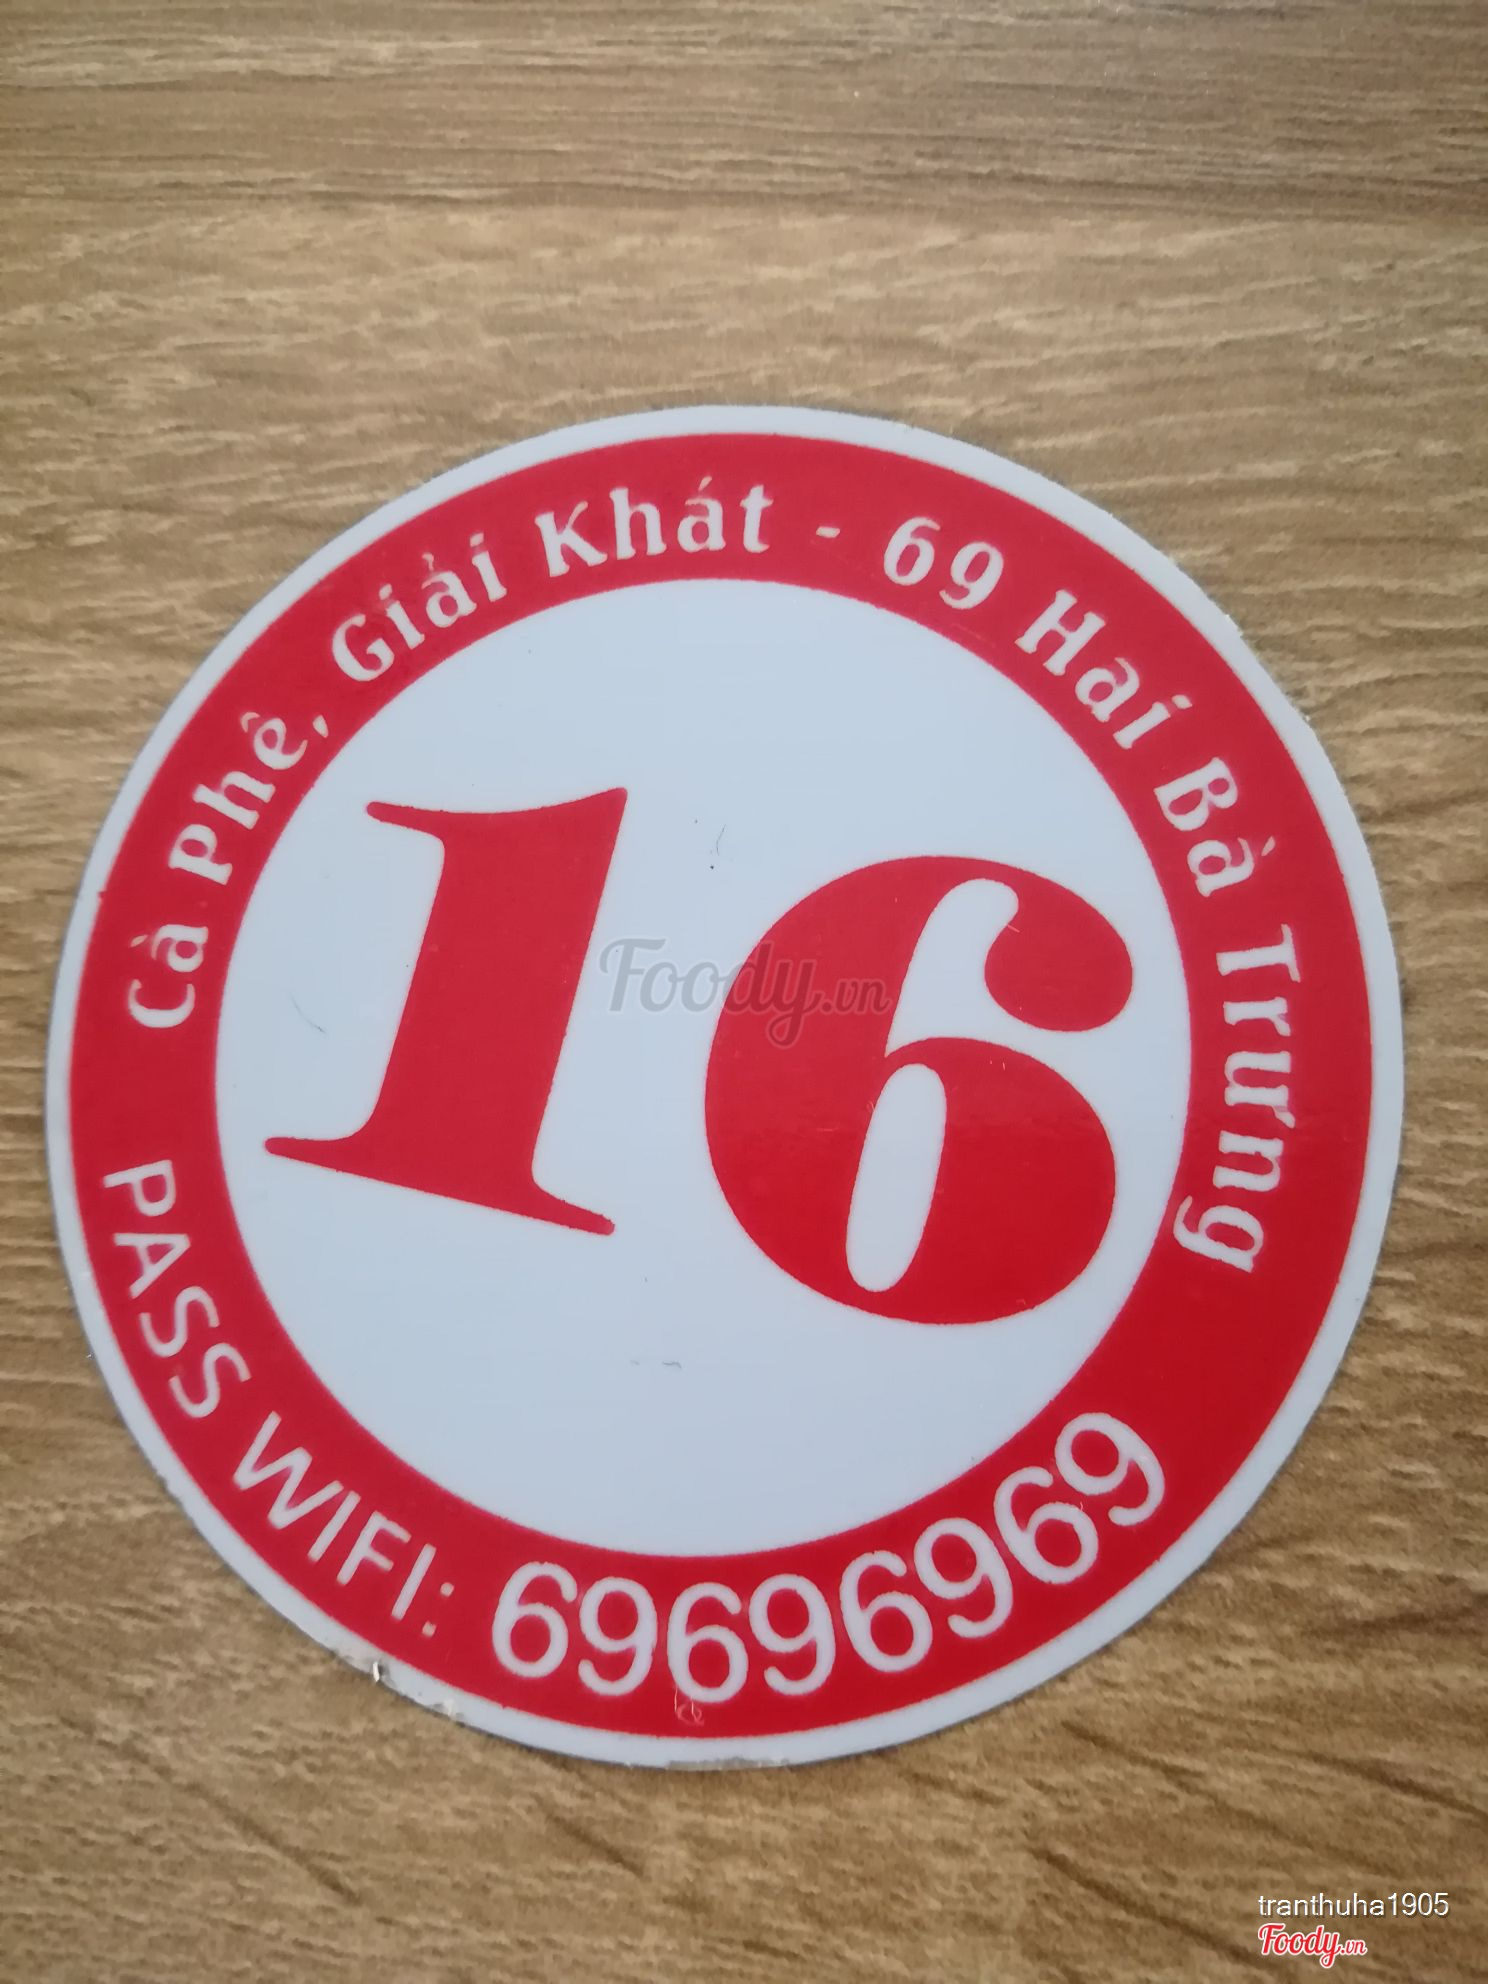 Cà Phê, Giải Khát - 69 Hai Bà Trưng
16
Foody.vn
PASS WIFI: 69696969
tranthuha1905
Foody.vn